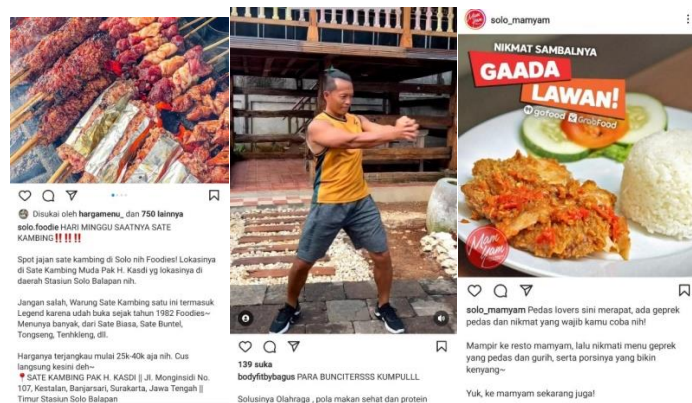 Disukai oleh hargamenu_ dan 750 lainnya
solo.foodie HARI MINGGU SAATNYA SATE
KAMBING‼️‼️‼️
Spot jajan sate kambing di Solo nih Foodies! Lokasinya
di Sate Kambing Muda Pak H. Kasdi yg lokasinya di
daerah Stasiun Solo Balapan nih.
Jangan salah, Warung Sate Kambing satu ini termasuk
Legend karena udah buka sejak tahun 1982 Foodies~
Menunya banyak, dari Sate Biasa, Sate Buntel,
Tongseng, Tenhkleng, dll.
Harganya terjangkau mulai 25k-40k aja nih. Cus
langsung kesini deh~
📍SATE KAMBING PAK H. KASDI || Jl. Monginsidi No.
107, Kestalan, Banjarsari, Surakarta, Jawa Tengah ||
Timur Stasiun Solo Balapan
139 suka
bodyfitbybagus PARA BUNCITERSSS KUMPULLL
Solusinya Olahraga , pola makan sehat dan protein
solo_mamyam
NIKMAT SAMBALNYA
GAADA
LAWAN!
gofood GrabFood
Mam
Yam
solo_mamyam Pedas lovers sini merapat, ada geprek
pedas dan nikmat yang wajib kamu coba nih!
Mampir ke resto mamyam, lalu nikmati menu geprek
yang pedas dan gurih, serta porsinya yang bikin
kenyang~
Yuk, ke mamyam sekarang juga!